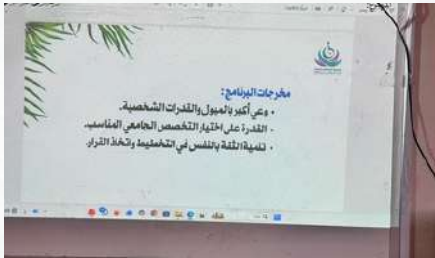 مخرجات البرنامج:
• وعي أكبر بالميول والقدرات الشخصية.
• القدرة على اختيار التخصص الجامعي المناسب.
• تنمية الثقة بالنفس في التخطيط واتخاذ القرار.